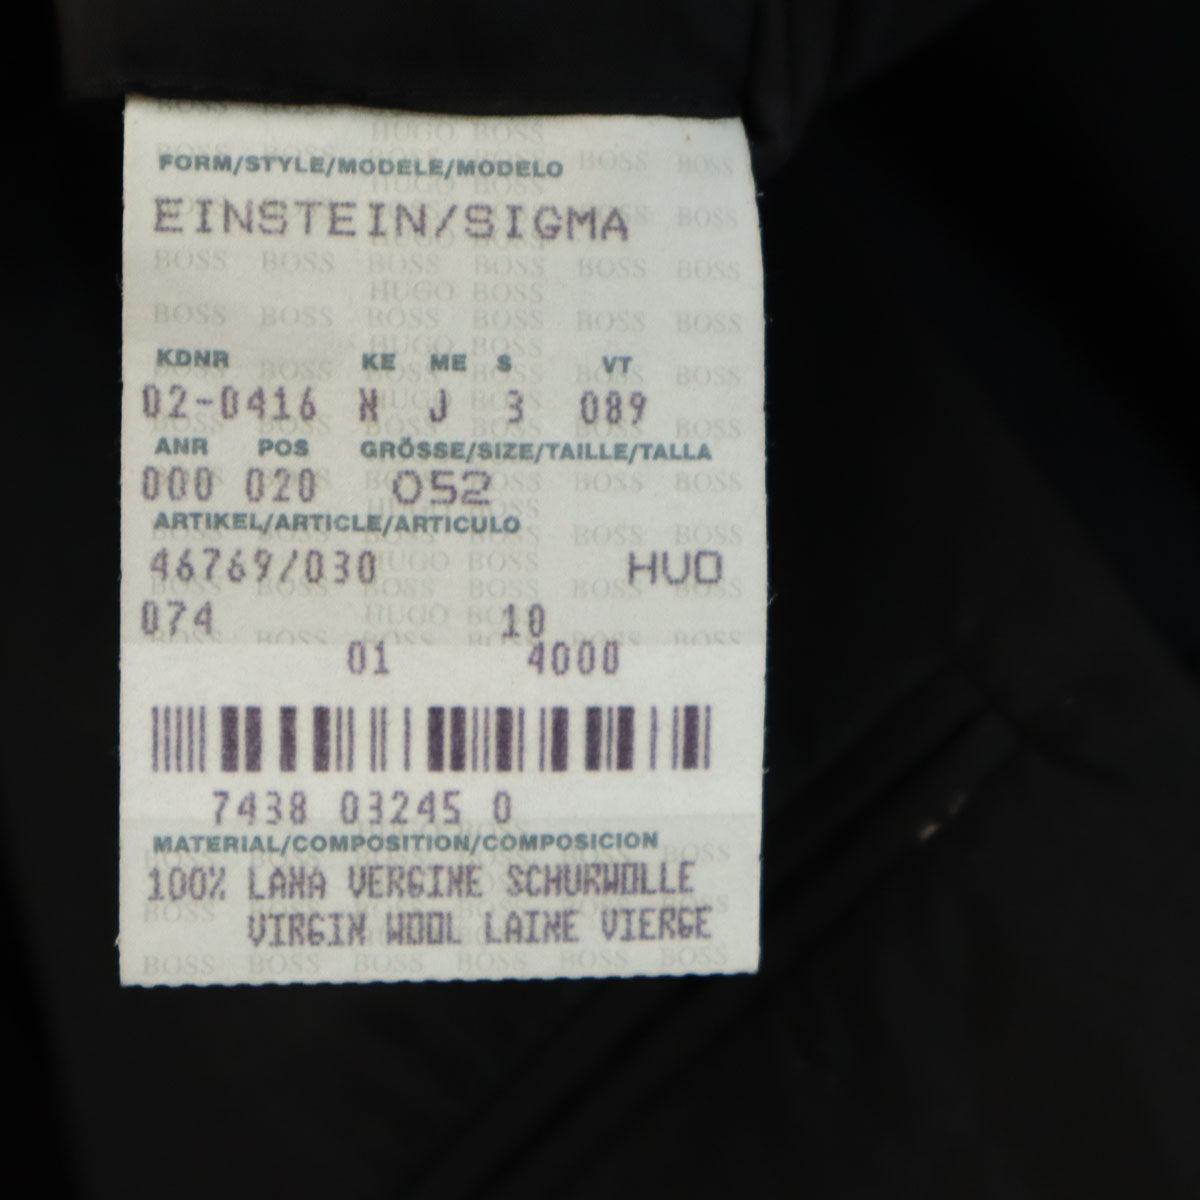 FORM/STYLE/MODELE/MODELO
EINSTEIN/SIGMA
KDNR KE ME S VT
02-0416 N J 3 089
ANR POS GRÖSSE/SIZE/TAILLE/TALLA
000 020 052
ARTIKEL/ARTICLE/ARTICULO
46769/030 HUO
074 10
01 4000
7438 03245 0
MATERIAL/COMPOSITION/COMPOSICION
100% LANA VERGINE SCHURWOLLE
VIRGIN WOOL LAINE VIERGE